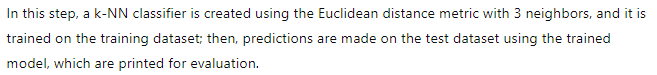 In this step, a k-NN classifier is created using the Euclidean distance metric with 3 neighbors, and it is
trained on the training dataset; then, predictions are made on the test dataset using the trained
model, which are printed for evaluation.